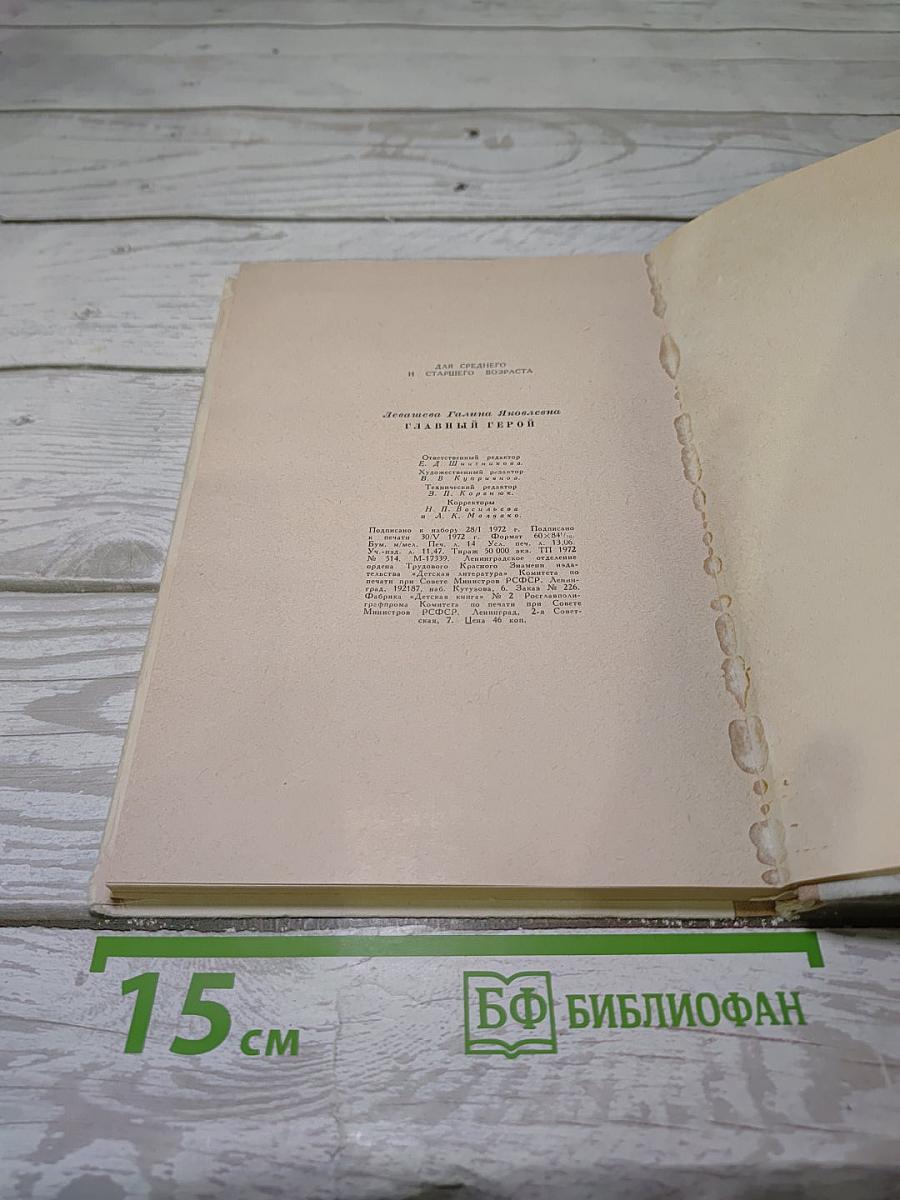 ДЛЯ СРЕДНЕГО
И СТАРШЕГО ВОЗРАСТА
Левашева Галина Яковлевна
ГЛАВНЫЙ ГЕРОЙ
Ответственный редактор
Е. Д. Шнитникова.
Художественный редактор
В. В. Куприянов.
Технический редактор
З. П. Коренюк.
Корректоры
Н. П. Васильева
и А. К. Молвако.
Подписано к набору 28/I 1972 г. Подписано
к печати 30/V 1972 г. Формат 60×84¹/₁₆.
Бум. м/мел. Печ. л. 14 Усл. печ. л. 13,06.
Уч.-изд. л. 11,47. Тираж 50 000 экз. ТП 1972
№ 514. М-17339. Ленинградское отделение
ордена Трудового Красного Знамени изда-
тельства «Детская литература» Комитета по
печати при Совете Министров РСФСР. Ленин-
град, 192187, наб. Кутузова, 6. Заказ № 226.
Фабрика «Детская книга» № 2 Росглавполи-
графпрома Комитета по печати при Совете
Министров РСФСР. Ленинград, 2-я Совет-
ская, 7. Цена 46 коп.
15 см
БФ БИБЛИОФАН